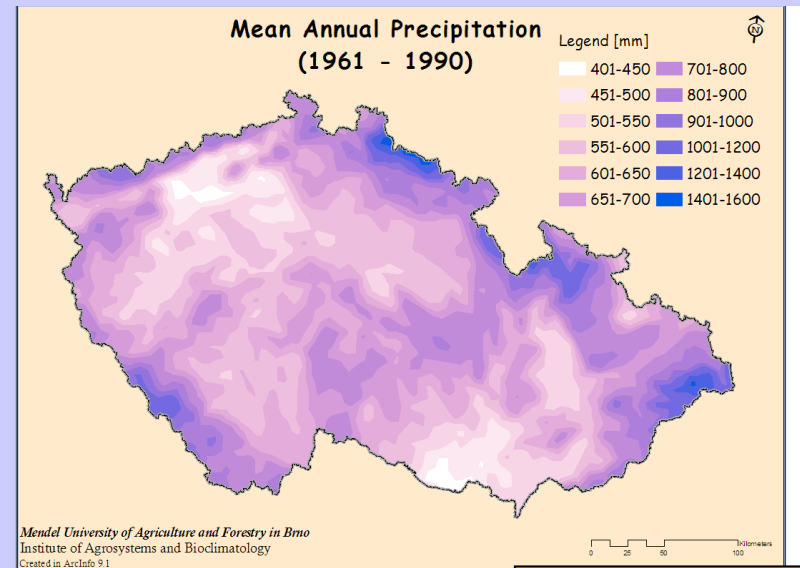 Mean Annual Precipitation
(1961 - 1990)
N
Legend [mm]
401-450 701-800
451-500 801-900
501-550 901-1000
551-600 1001-1200
601-650 1201-1400
651-700 1401-1600
Mendel University of Agriculture and Forestry in Brno
Institute of Agrosystems and Bioclimatology
Created in ArcInfo 9.1
Kilometers
0 25 50 100